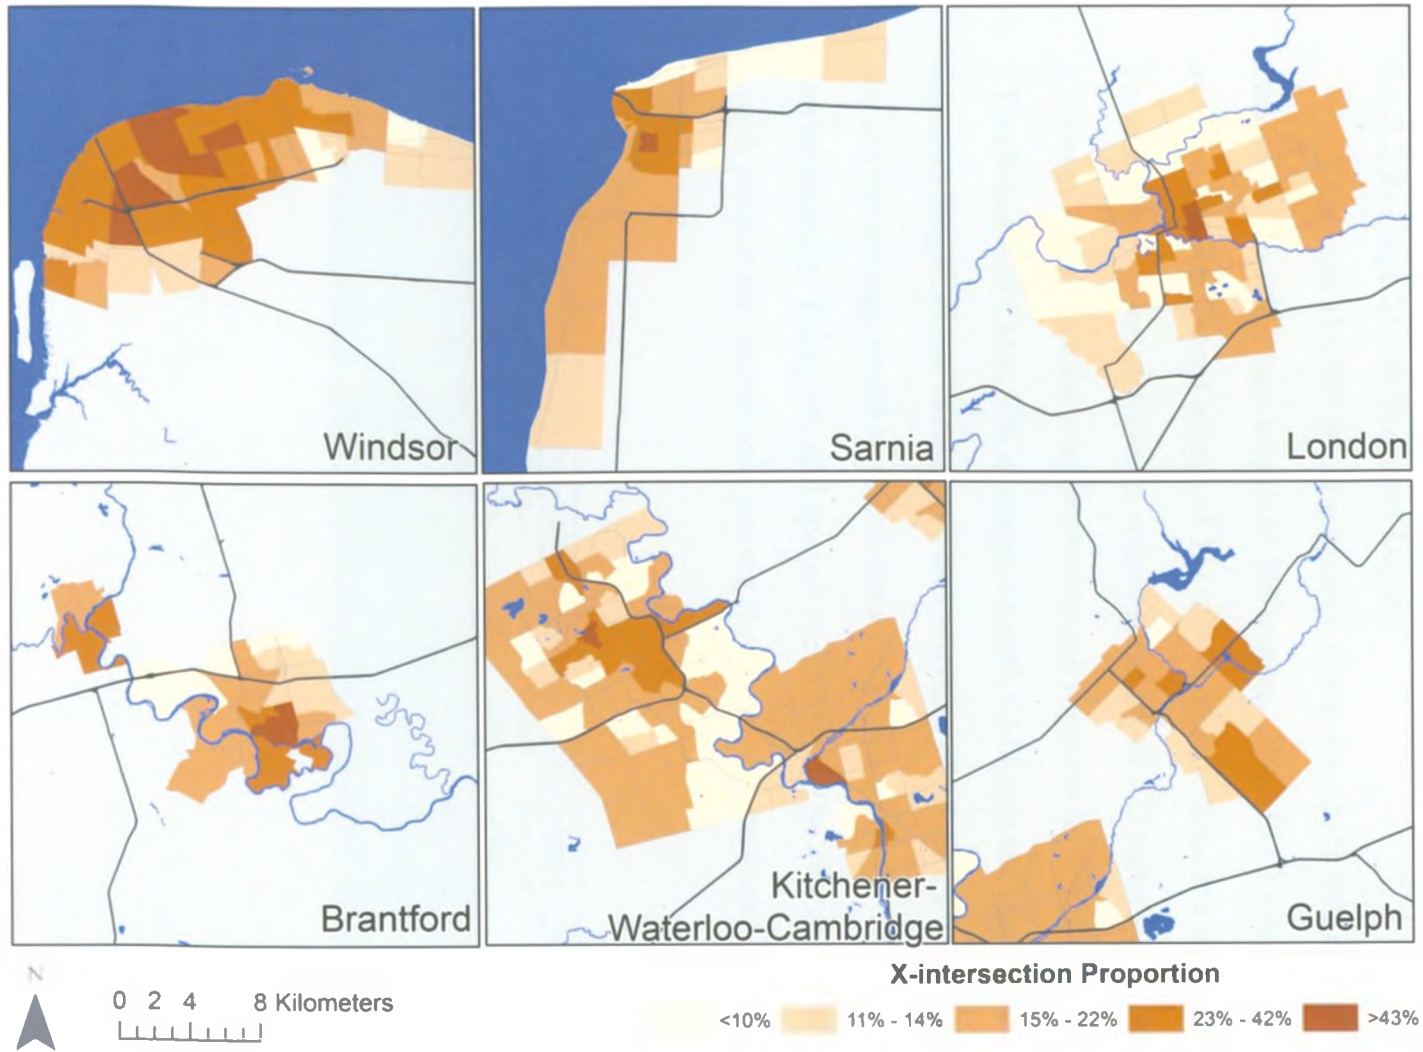 Windsor
Sarnia
London
Brantford
Kitchener-
Waterloo-Cambridge
Guelph
N
0 2 4 8 Kilometers
X-intersection Proportion
<10% 11% - 14% 15% - 22% 23% - 42% >43%